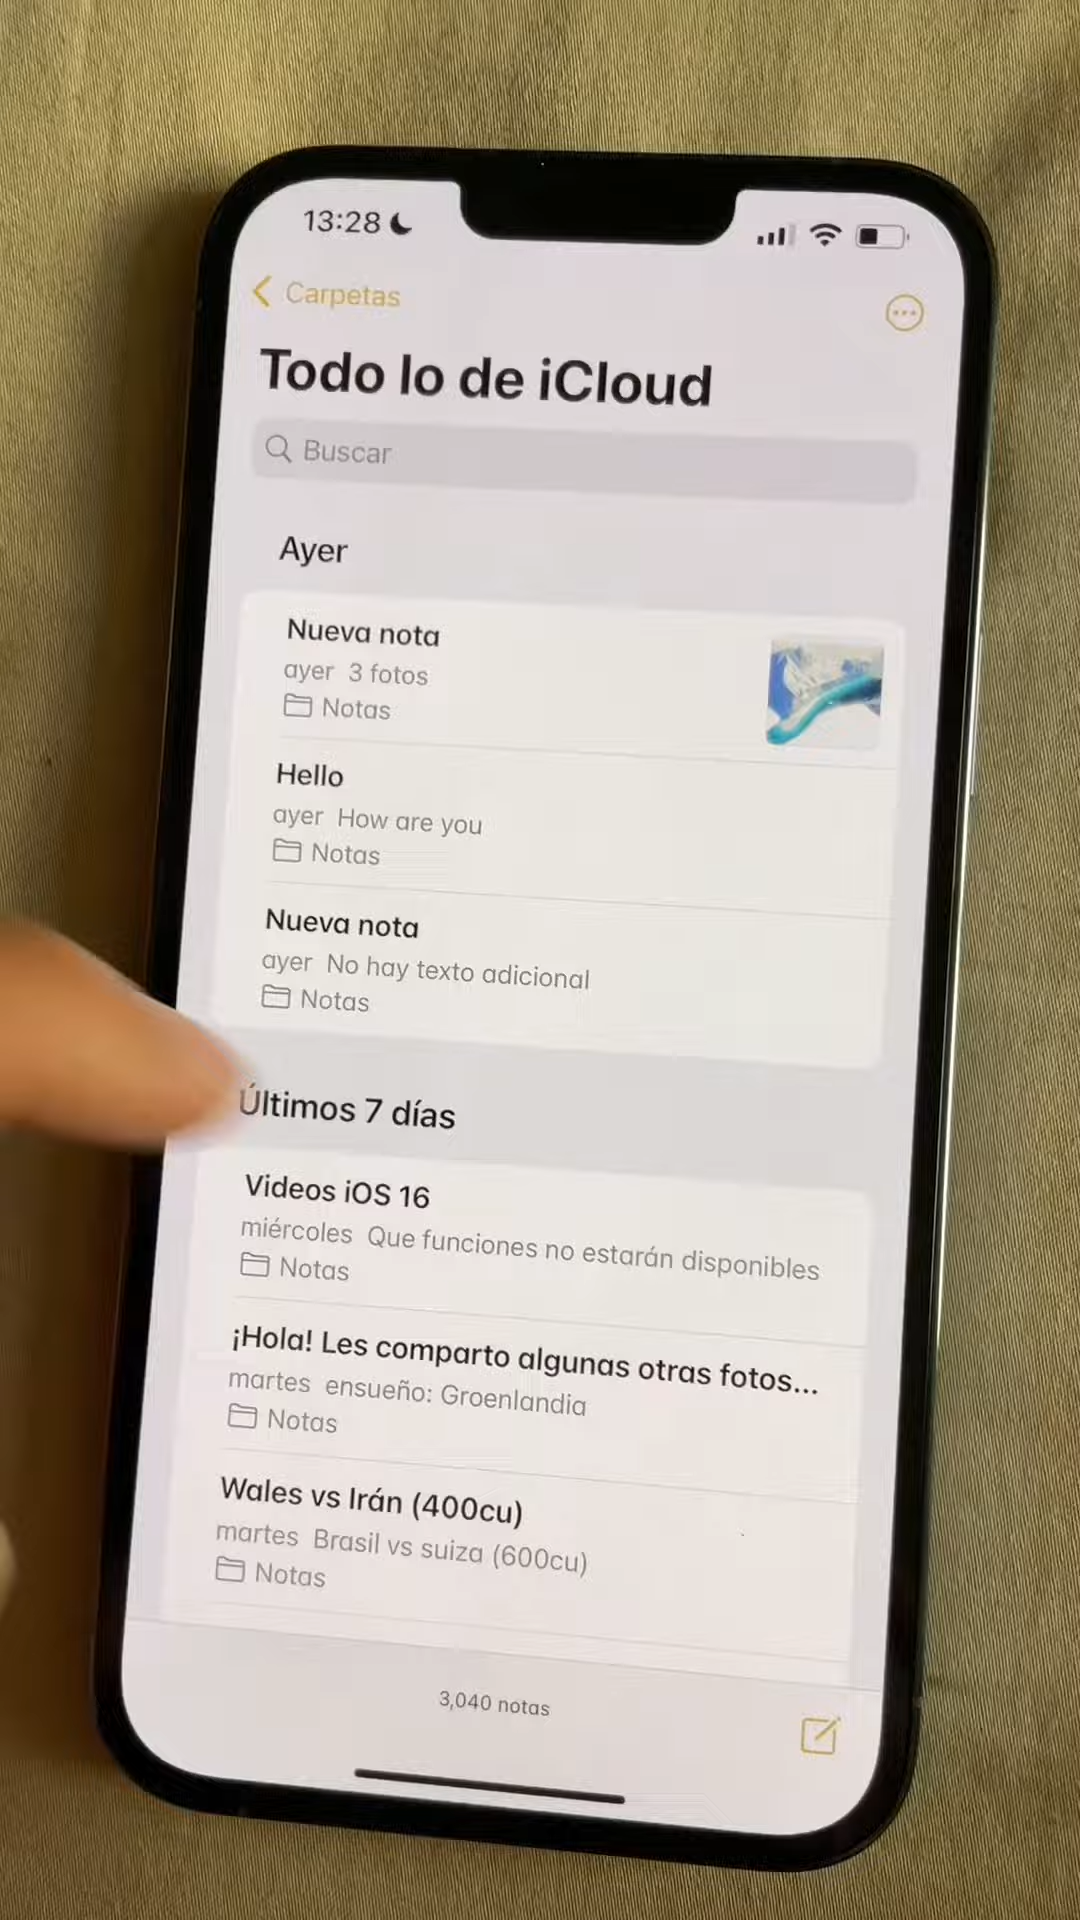 13:28
Carpetas
Todo lo de iCloud
Buscar
Ayer
Nueva nota
ayer 3 fotos
Notas
Hello
ayer How are you
Notas
Nueva nota
ayer No hay texto adicional
Notas
Últimos 7 días
Videos iOS 16
miércoles Que funciones no estarán disponibles
Notas
¡Hola! Les comparto algunas otras fotos...
martes ensueño: Groenlandia
Notas
Wales vs Irán (400cu)
martes Brasil vs suiza (600cu)
Notas
3,040 notas